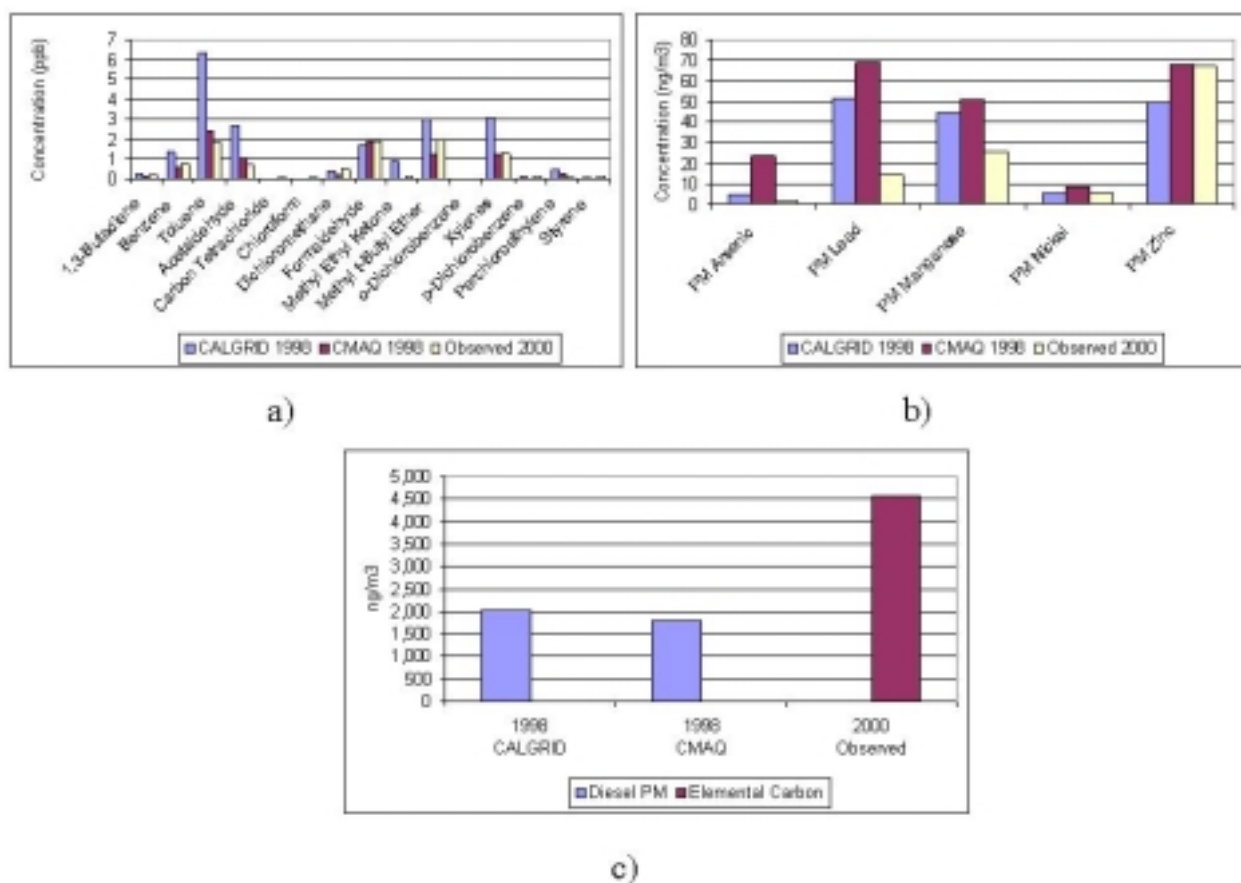 7
6
5
4
3
2
1
0
Concentration (ppb)
1,3-Butadiene
Benzene
Toluene
Acetaldehyde
Carbon Tetrachloride
Chloroform
Dichloromethane
Formaldehyde
Methyl Ethyl Ketone
Methyl t-Butyl Ether
o-Dichlorobenzene
Xylenes
p-Dichlorobenzene
Perchloroethylene
Styrene
CALGRID 1998 CMAQ 1998 Observed 2000
a)
80
70
60
50
40
30
20
10
0
Concentration (ng/m3)
PM Arsenic
PM Lead
PM Manganese
PM Nickel
PM Zinc
CALGRID 1998 CMAQ 1998 Observed 2000
b)
5,000
4,500
4,000
3,500
3,000
2,500
2,000
1,500
1,000
500
0
ng/m3
1998 1998 2000
CALGRID CMAQ Observed
Diesel PM Elemental Carbon
c)